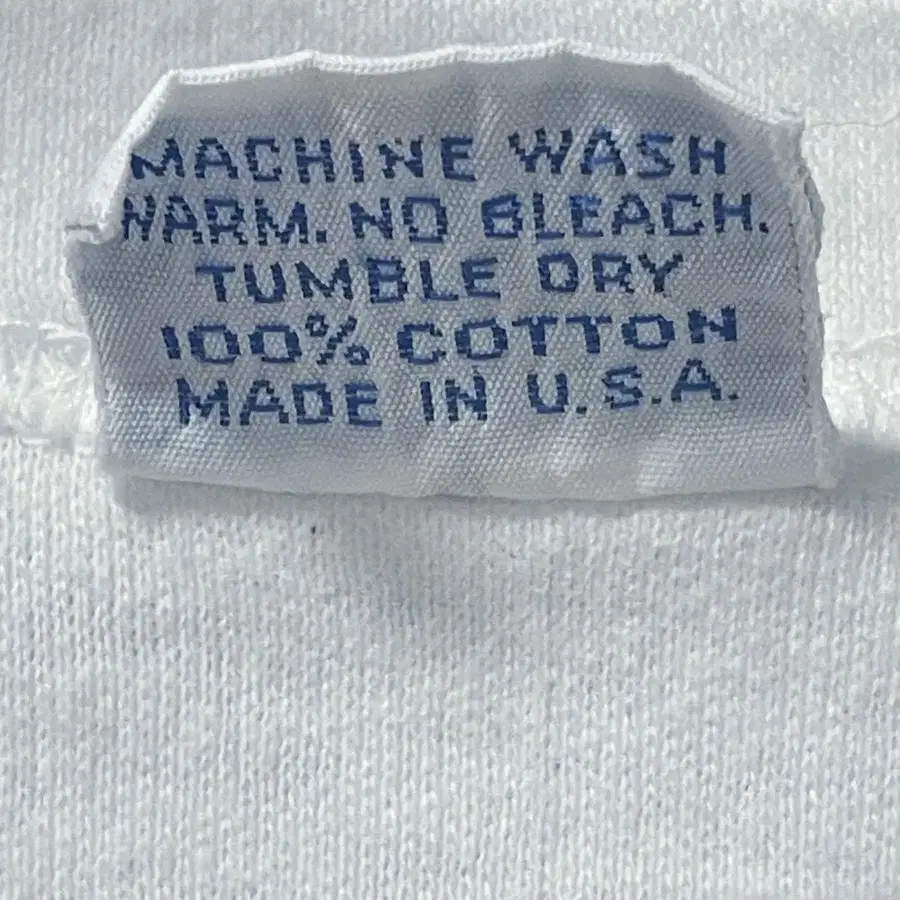 MACHINE WASH
WARM. NO BLEACH.
TUMBLE DRY
100% COTTON
MADE IN U.S.A.